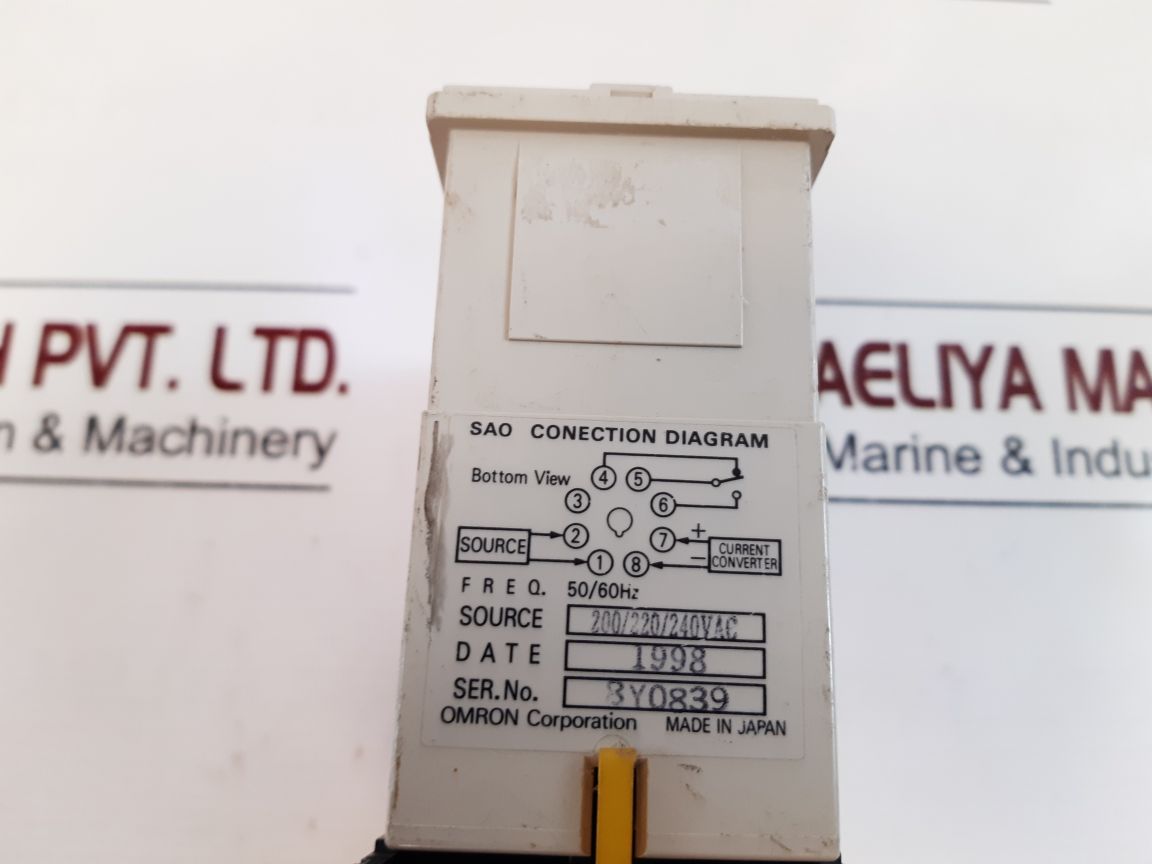 H PVT. LTD.
& Machinery
AELIYA MA
Marine & Indu
SAO CONECTION DIAGRAM
Bottom View ④ ⑤
③ ⑥
SOURCE ② ⑦ + CURRENT
① ⑧ − CONVERTER
FREQ. 50/60Hz
SOURCE 200/220/240VAC
DATE 1998
SER.No. 3Y0839
OMRON Corporation MADE IN JAPAN